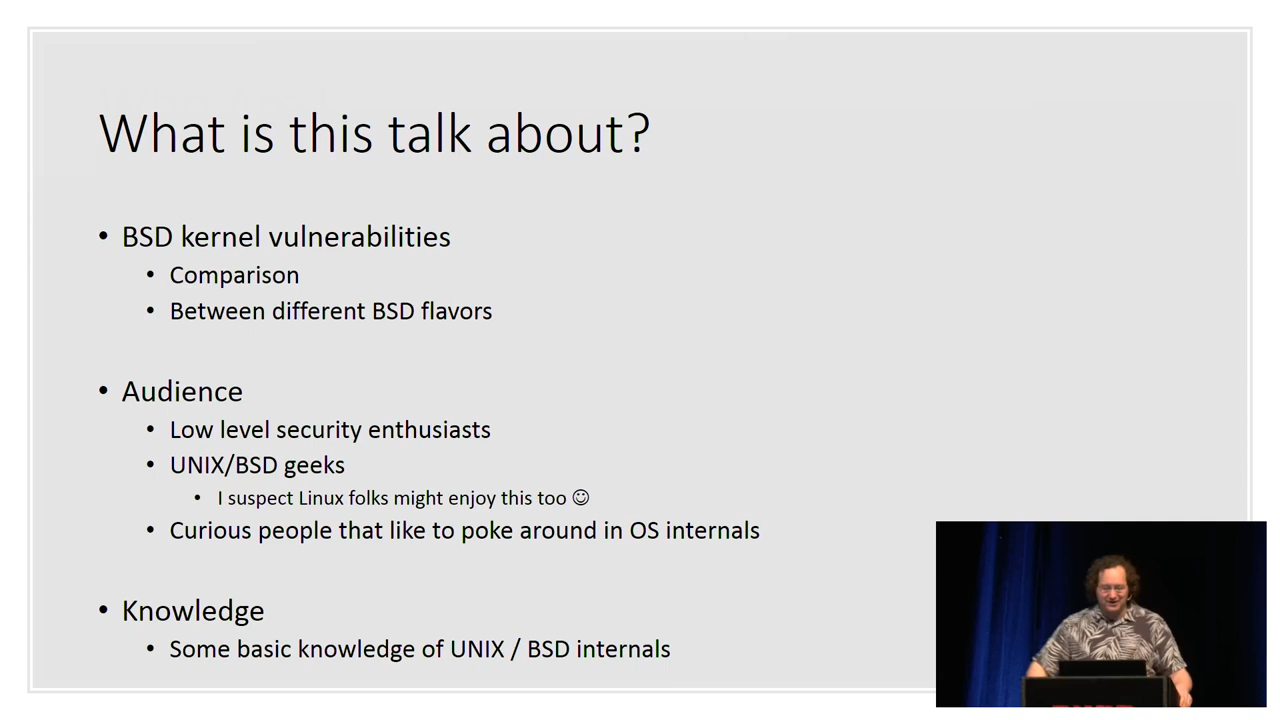 What is this talk about?
• BSD kernel vulnerabilities
• Comparison
• Between different BSD flavors
• Audience
• Low level security enthusiasts
• UNIX/BSD geeks
• I suspect Linux folks might enjoy this too ☺
• Curious people that like to poke around in OS internals
• Knowledge
• Some basic knowledge of UNIX / BSD internals